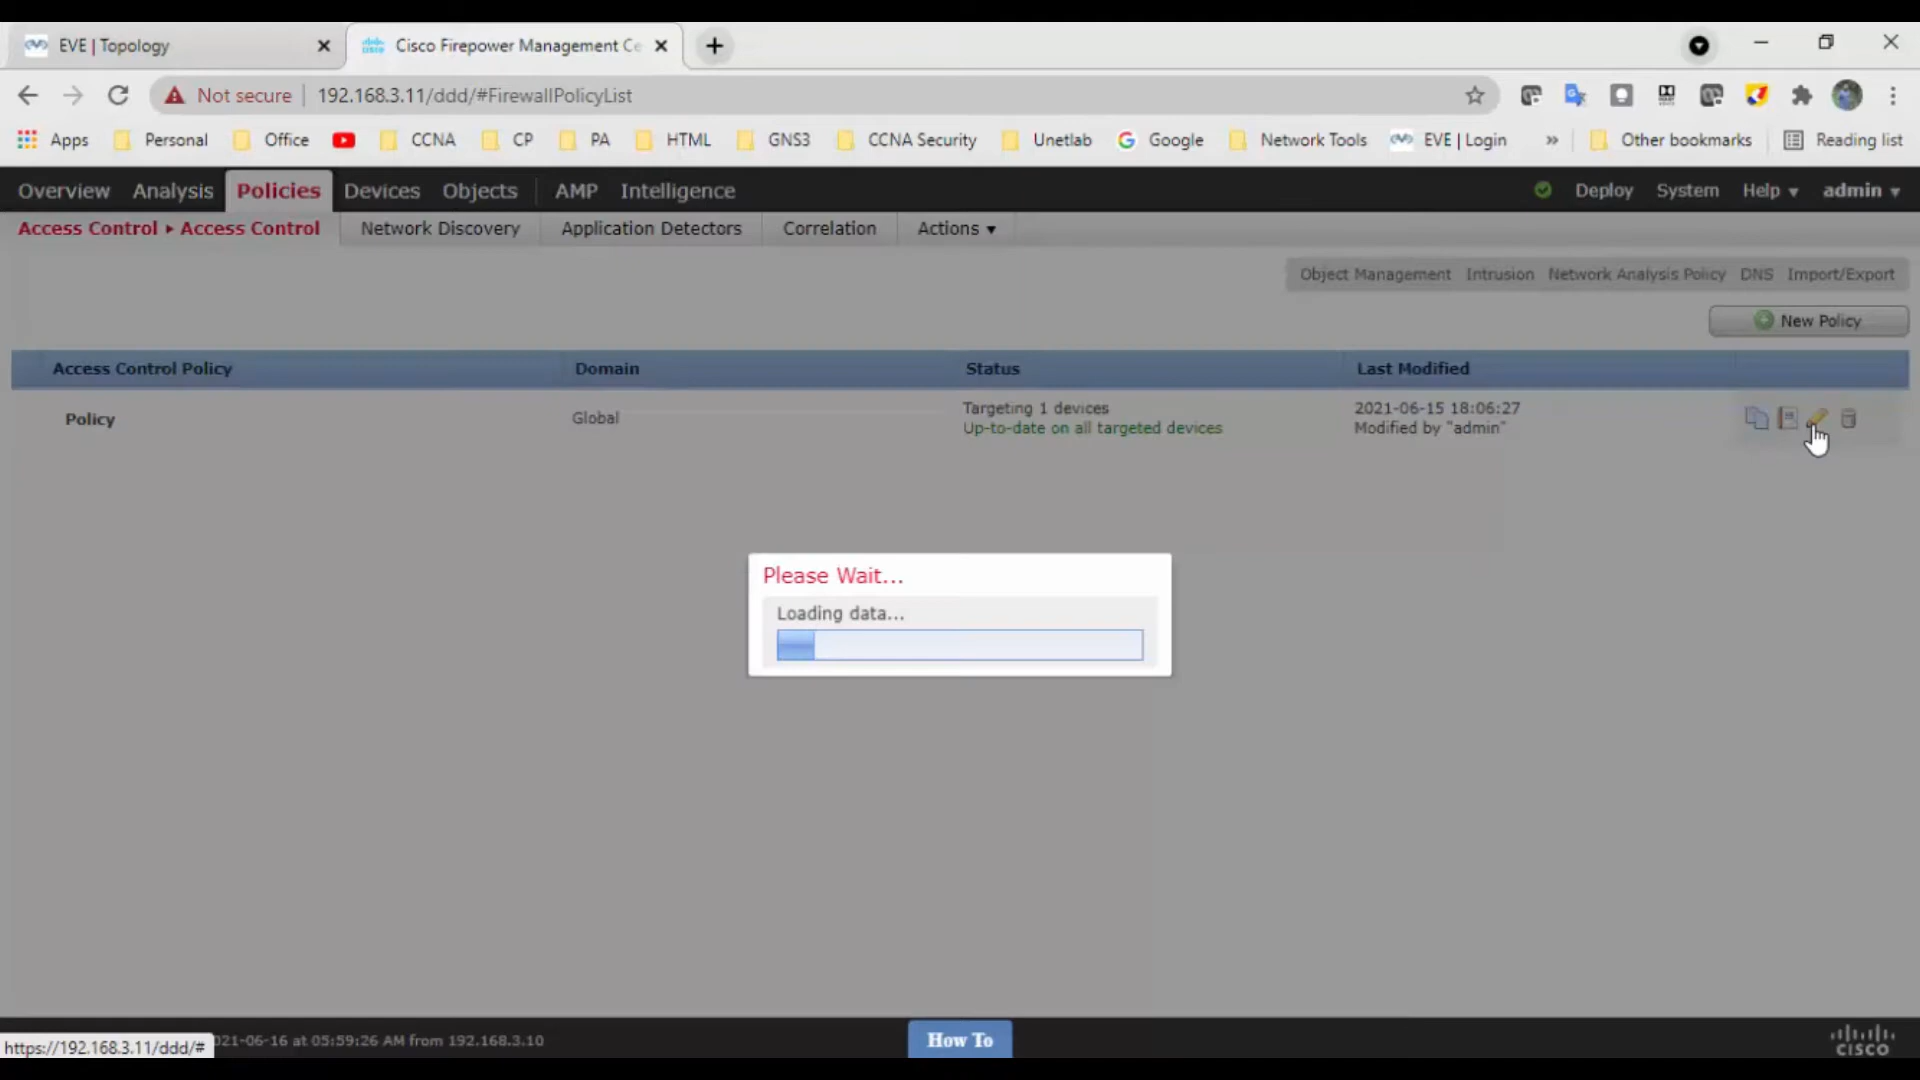 EVE | Topology
Cisco Firepower Management Ce
Not secure 192.168.3.11/ddd/#FirewallPolicyList
Apps Personal Office CCNA CP PA HTML GNS3 CCNA Security Unetlab Google Network Tools EVE | Login » Other bookmarks Reading list
Overview Analysis Policies Devices Objects AMP Intelligence Deploy System Help ▾ admin ▾
Access Control ▸ Access Control Network Discovery Application Detectors Correlation Actions ▾
Object Management Intrusion Network Analysis Policy DNS Import/Export
New Policy
Access Control Policy Domain Status Last Modified
Policy Global Targeting 1 devices 2021-06-15 18:06:27
Up-to-date on all targeted devices Modified by "admin"
Please Wait...
Loading data...
https://192.168.3.11/ddd/# 021-06-16 at 05:59:26 AM from 192.168.3.10
How To
CISCO